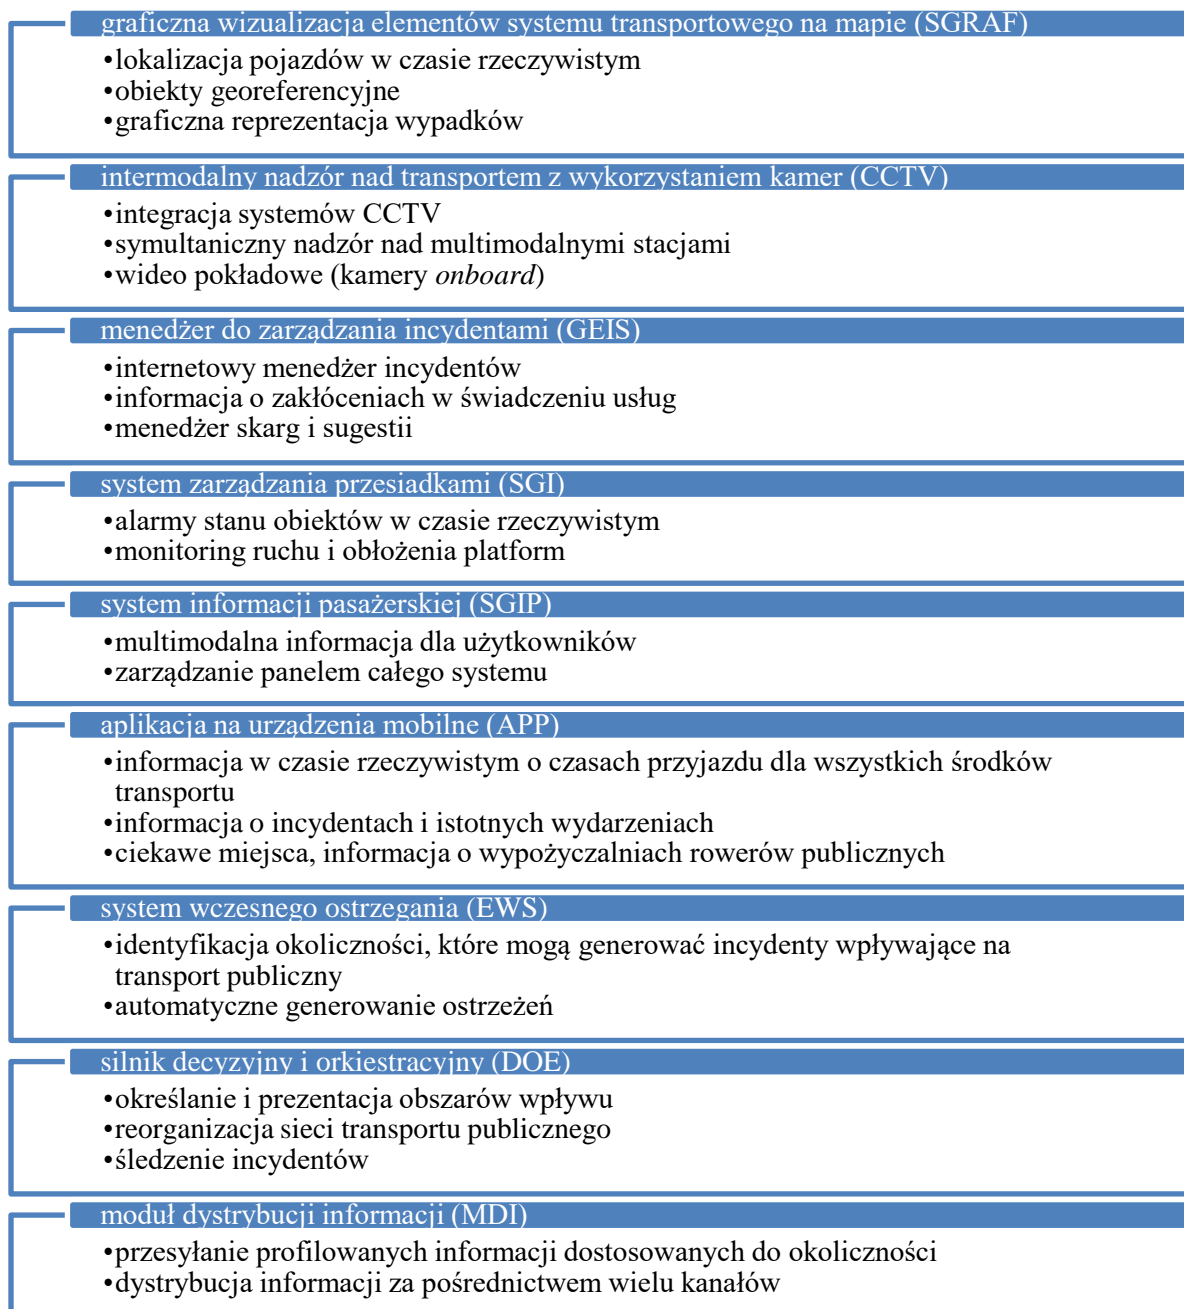 graficzna wizualizacja elementów systemu transportowego na mapie (SGRAF)
•lokalizacja pojazdów w czasie rzeczywistym
•obiekty georeferencyjne
•graficzna reprezentacja wypadków
intermodalny nadzór nad transportem z wykorzystaniem kamer (CCTV)
•integracja systemów CCTV
•symultaniczny nadzór nad multimodalnymi stacjami
•wideo pokładowe (kamery onboard)
menedżer do zarządzania incydentami (GEIS)
•internetowy menedżer incydentów
•informacja o zakłóceniach w świadczeniu usług
•menedżer skarg i sugestii
system zarządzania przesiadkami (SGI)
•alarmy stanu obiektów w czasie rzeczywistym
•monitoring ruchu i obłożenia platform
system informacji pasażerskiej (SGIP)
•multimodalna informacja dla użytkowników
•zarządzanie panelem całego systemu
aplikacja na urządzenia mobilne (APP)
•informacja w czasie rzeczywistym o czasach przyjazdu dla wszystkich środków
transportu
•informacja o incydentach i istotnych wydarzeniach
•ciekawe miejsca, informacja o wypożyczalniach rowerów publicznych
system wczesnego ostrzegania (EWS)
•identyfikacja okoliczności, które mogą generować incydenty wpływające na
transport publiczny
•automatyczne generowanie ostrzeżeń
silnik decyzyjny i orkiestracyjny (DOE)
•określanie i prezentacja obszarów wpływu
•reorganizacja sieci transportu publicznego
•śledzenie incydentów
moduł dystrybucji informacji (MDI)
•przesyłanie profilowanych informacji dostosowanych do okoliczności
•dystrybucja informacji za pośrednictwem wielu kanałów